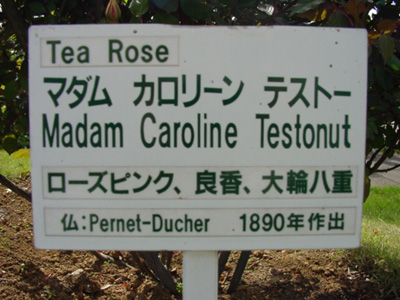 Tea Rose
マダム カロリーン テストー
Madam Caroline Testonut
ローズピンク、良香、大輪八重
仏:Pernet-Ducher 1890年作出